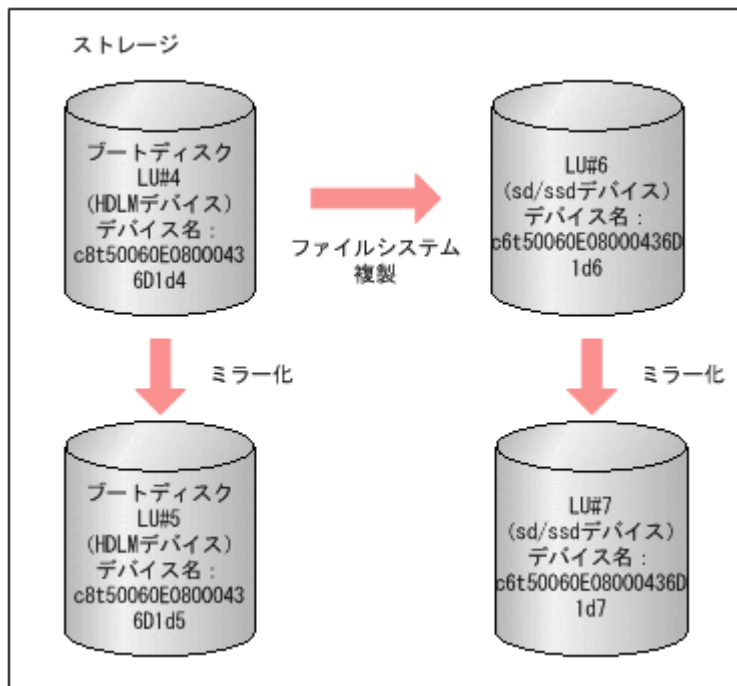 ストレージ
ブートディスク
LU#4
(HDLMデバイス)
デバイス名：
c8t50060E0800043
6D1d4
ファイルシステム
複製
LU#6
(sd/ssdデバイス)
デバイス名：
c6t50060E08000436D
1d6
ミラー化
ミラー化
ブートディスク
LU#5
(HDLMデバイス)
デバイス名：
c8t50060E0800043
6D1d5
LU#7
(sd/ssdデバイス)
デバイス名：
c6t50060E08000436D
1d7